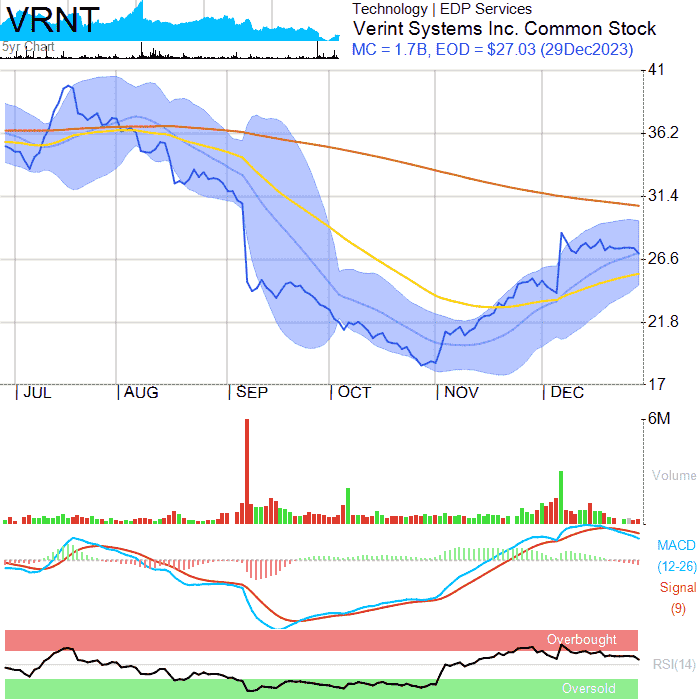 VRNT
5yr Chart
Technology | EDP Services
Verint Systems Inc. Common Stock
MC = 1.7B, EOD = $27.03 (29Dec2023)
41
36.2
31.4
26.6
21.8
17
JUL AUG SEP OCT NOV DEC
6M
Volume
MACD
(12-26)
Signal
(9)
Overbought
RSI(14)
Oversold